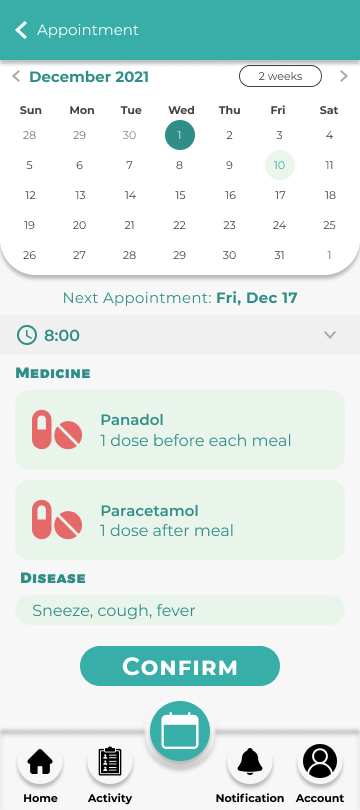 Appointment
December 2021 2 weeks
Sun Mon Tue Wed Thu Fri Sat
28 29 30 1 2 3 4
5 6 7 8 9 10 11
12 13 14 15 16 17 18
19 20 21 22 23 24 25
26 27 28 29 30 31 1
Next Appointment: Fri, Dec 17
8:00
MEDICINE
Panadol
1 dose before each meal
Paracetamol
1 dose after meal
DISEASE
Sneeze, cough, fever
CONFIRM
Home Activity Notification Account